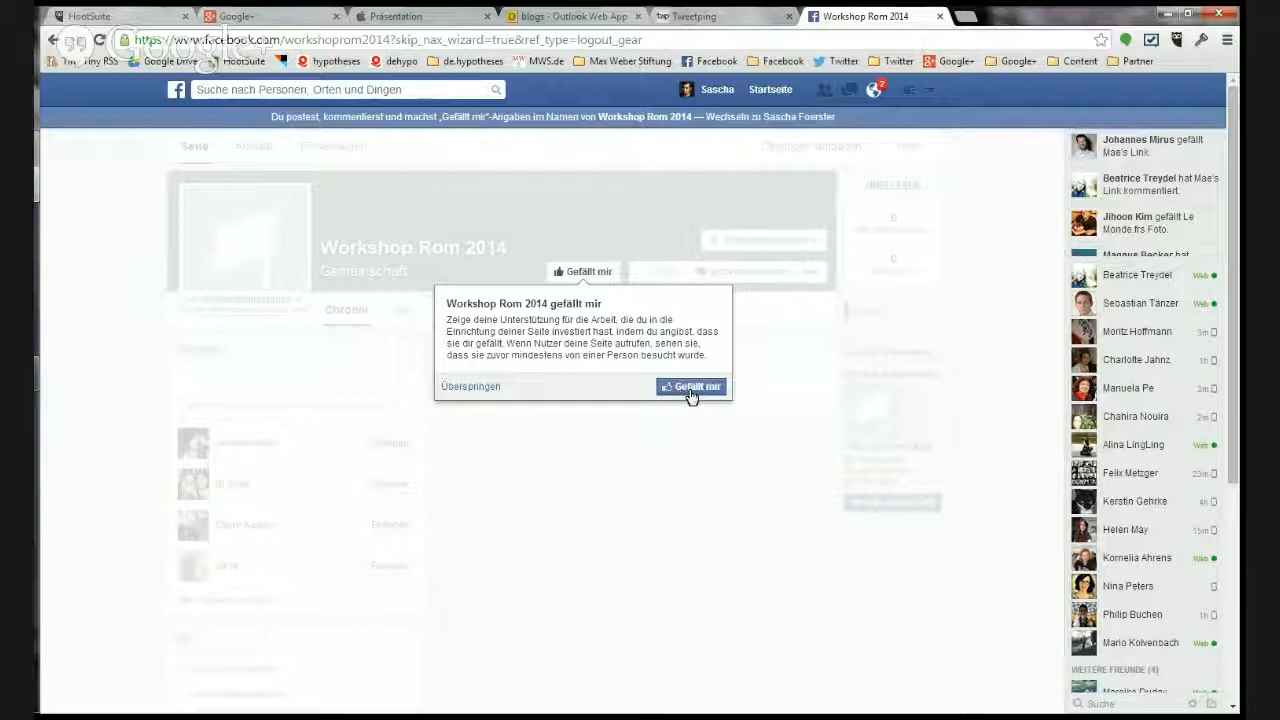 HootSuite
Google+
Präsentation
blogs - Outlook Web App
Tweetping
Workshop Rom 2014
https://www.facebook.com/workshoprom2014?skip_nax_wizard=true&ref_type=logout_gear
Tiny RSS
Google Drive
HootSuite
hypotheses
dehypo
de.hypotheses
MWS.de
Max Weber Stiftung
Facebook
Facebook
Twitter
Twitter
Google+
Google+
Content
Partner
Suche nach Personen, Orten und Dingen
Sascha
Startseite
2
Du postest, kommentierst und machst „Gefällt mir“-Angaben im Namen von Workshop Rom 2014 — Wechseln zu Sascha Foerster
Seite
Workshop Rom 2014
Gemeinschaft
Gefällt mir
Chronik
Workshop Rom 2014 gefällt mir
Zeige deine Unterstützung für die Arbeit, die du in die
Einrichtung deiner Seite investiert hast, indem du angibst, dass
sie dir gefällt. Wenn Nutzer deine Seite aufrufen, sehen sie,
dass sie zuvor mindestens von einer Person besucht wurde.
Überspringen
Gefällt mir
Johannes Mirus gefällt
Mae's Link.
Beatrice Treydel hat Mae's
Link kommentiert.
Jihoon Kim gefällt Le
Monde.frs Foto.
Beatrice Treydel Web
Sebastian Tänzer Web
Moritz Hoffmann 3m
Charlotte Jahnz 1h
Manuela Pe 2m
Chahira Nouira 2m
Alina LingLing Web
Felix Metzger 23m
Kerstin Gehrke 4h
Helen May 15m
Kornelia Ahrens Web
Nina Peters
Philip Buchen 1h
Mario Kolvenbach Web
WEITERE FREUNDE (4)
Suche